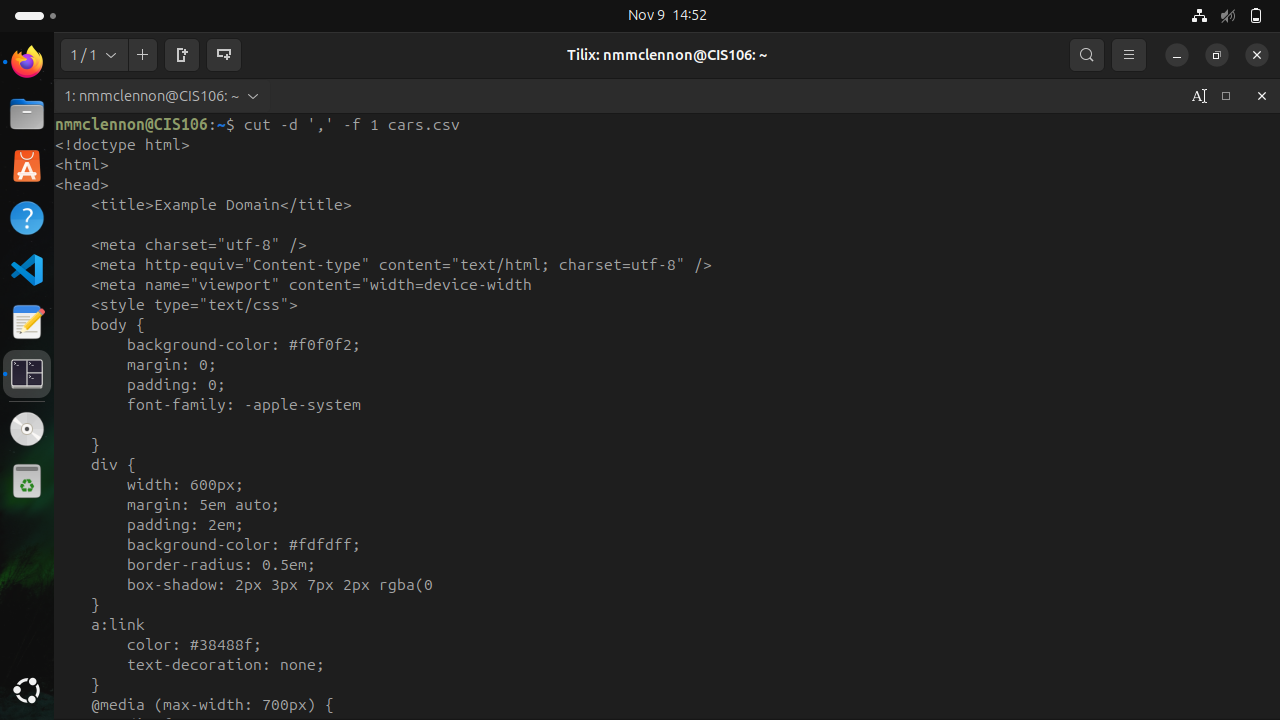 Nov 9 14:52
1 / 1
Tilix: nmmclennon@CIS106: ~
1: nmmclennon@CIS106: ~
nmmclennon@CIS106:~$ cut -d ',' -f 1 cars.csv
<!doctype html>
<html>
<head>
    <title>Example Domain</title>

    <meta charset="utf-8" />
    <meta http-equiv="Content-type" content="text/html; charset=utf-8" />
    <meta name="viewport" content="width=device-width
    <style type="text/css">
    body {
        background-color: #f0f0f2;
        margin: 0;
        padding: 0;
        font-family: -apple-system

    }
    div {
        width: 600px;
        margin: 5em auto;
        padding: 2em;
        background-color: #fdfdff;
        border-radius: 0.5em;
        box-shadow: 2px 3px 7px 2px rgba(0
    }
    a:link
        color: #38488f;
        text-decoration: none;
    }
    @media (max-width: 700px) {